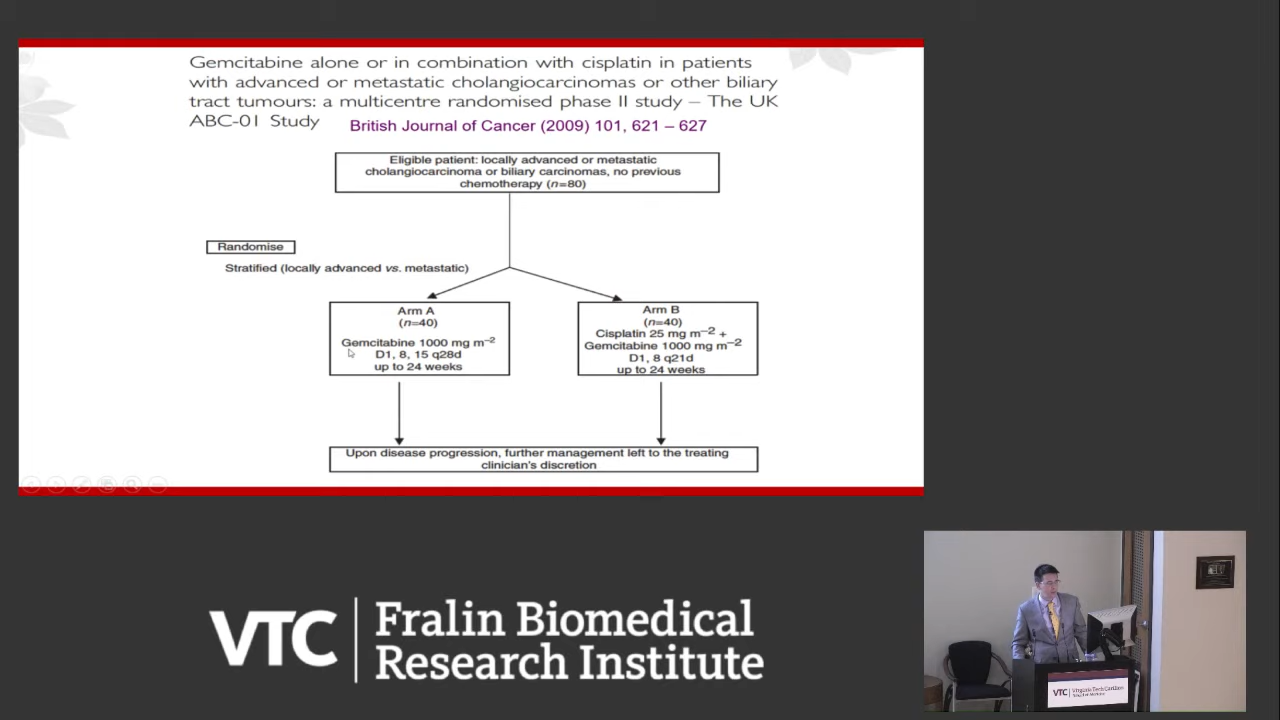 Gemcitabine alone or in combination with cisplatin in patients
with advanced or metastatic cholangiocarcinomas or other biliary
tract tumours: a multicentre randomised phase II study – The UK
ABC-01 Study
British Journal of Cancer (2009) 101, 621 – 627
Eligible patient: locally advanced or metastatic
cholangiocarcinoma or biliary carcinomas, no previous
chemotherapy (n=80)
Randomise
Stratified (locally advanced vs. metastatic)
Arm A
(n=40)
Gemcitabine 1000 mg m⁻²
D1, 8, 15 q28d
up to 24 weeks
Arm B
(n=40)
Cisplatin 25 mg m⁻² +
Gemcitabine 1000 mg m⁻²
D1, 8 q21d
up to 24 weeks
Upon disease progression, further management left to the treating
clinician's discretion
VTC
Fralin Biomedical
Research Institute
VTC
Virginia Tech Carilion